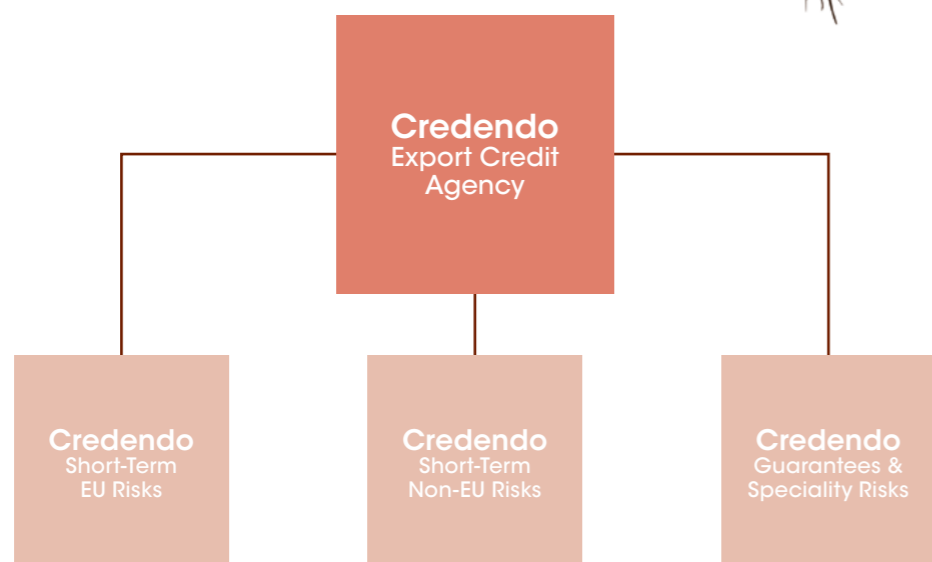 Credendo
Export Credit
Agency
Credendo
Short-Term
EU Risks
Credendo
Short-Term
Non-EU Risks
Credendo
Guarantees &
Speciality Risks